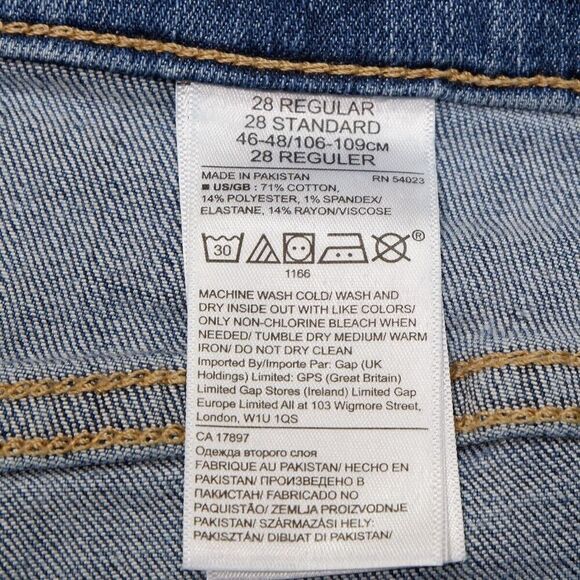 28 REGULAR
28 STANDARD
46-48/106-109см
28 REGULER
MADE IN PAKISTAN RN 54023
■ US/GB : 71% COTTON,
14% POLYESTER, 1% SPANDEX/
ELASTANE, 14% RAYON/VISCOSE
30 ®
1166
MACHINE WASH COLD/ WASH AND
DRY INSIDE OUT WITH LIKE COLORS/
ONLY NON-CHLORINE BLEACH WHEN
NEEDED/ TUMBLE DRY MEDIUM/ WARM
IRON/ DO NOT DRY CLEAN
Imported By/Importe Par: Gap (UK
Holdings) Limited: GPS (Great Britain)
Limited Gap Stores (Ireland) Limited Gap
Europe Limited All at 103 Wigmore Street,
London, W1U 1QS
CA 17897
Одежда второго слоя
FABRIQUE AU PAKISTAN/ HECHO EN
PAKISTAN/ ПРОИЗВЕДЕНО В
ПАКИСТАН/ FABRICADO NO
PAQUISTAN/ ZEMJA PROIZVODNJE
PAKISTAN/ SZÁRMAZÁSI HELY:
PAKISZTÁN/ DIBUAT DI PAKISTAN/